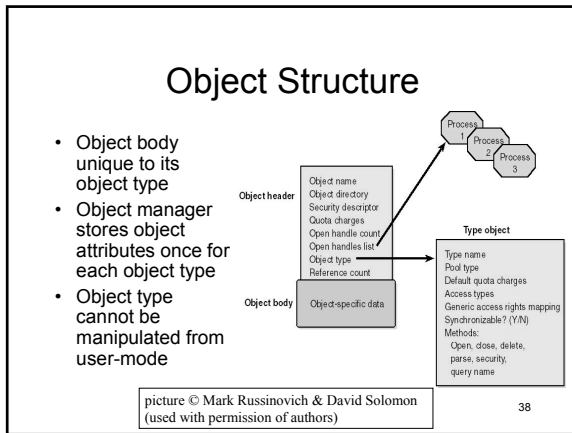 Object Structure
• Object body
unique to its
object type
• Object manager
stores object
attributes once for
each object type
• Object type
cannot be
manipulated from
user-mode
Process
1
Process
2
Process
3
Object header
Object name
Object directory
Security descriptor
Quota charges
Open handle count
Open handles list
Object type
Reference count
Object body
Object-specific data
Type object
Type name
Pool type
Default quota charges
Access types
Generic access rights mapping
Synchronizable? (Y/N)
Methods:
Open, close, delete,
parse, security,
query name
picture © Mark Russinovich & David Solomon
(used with permission of authors)
38